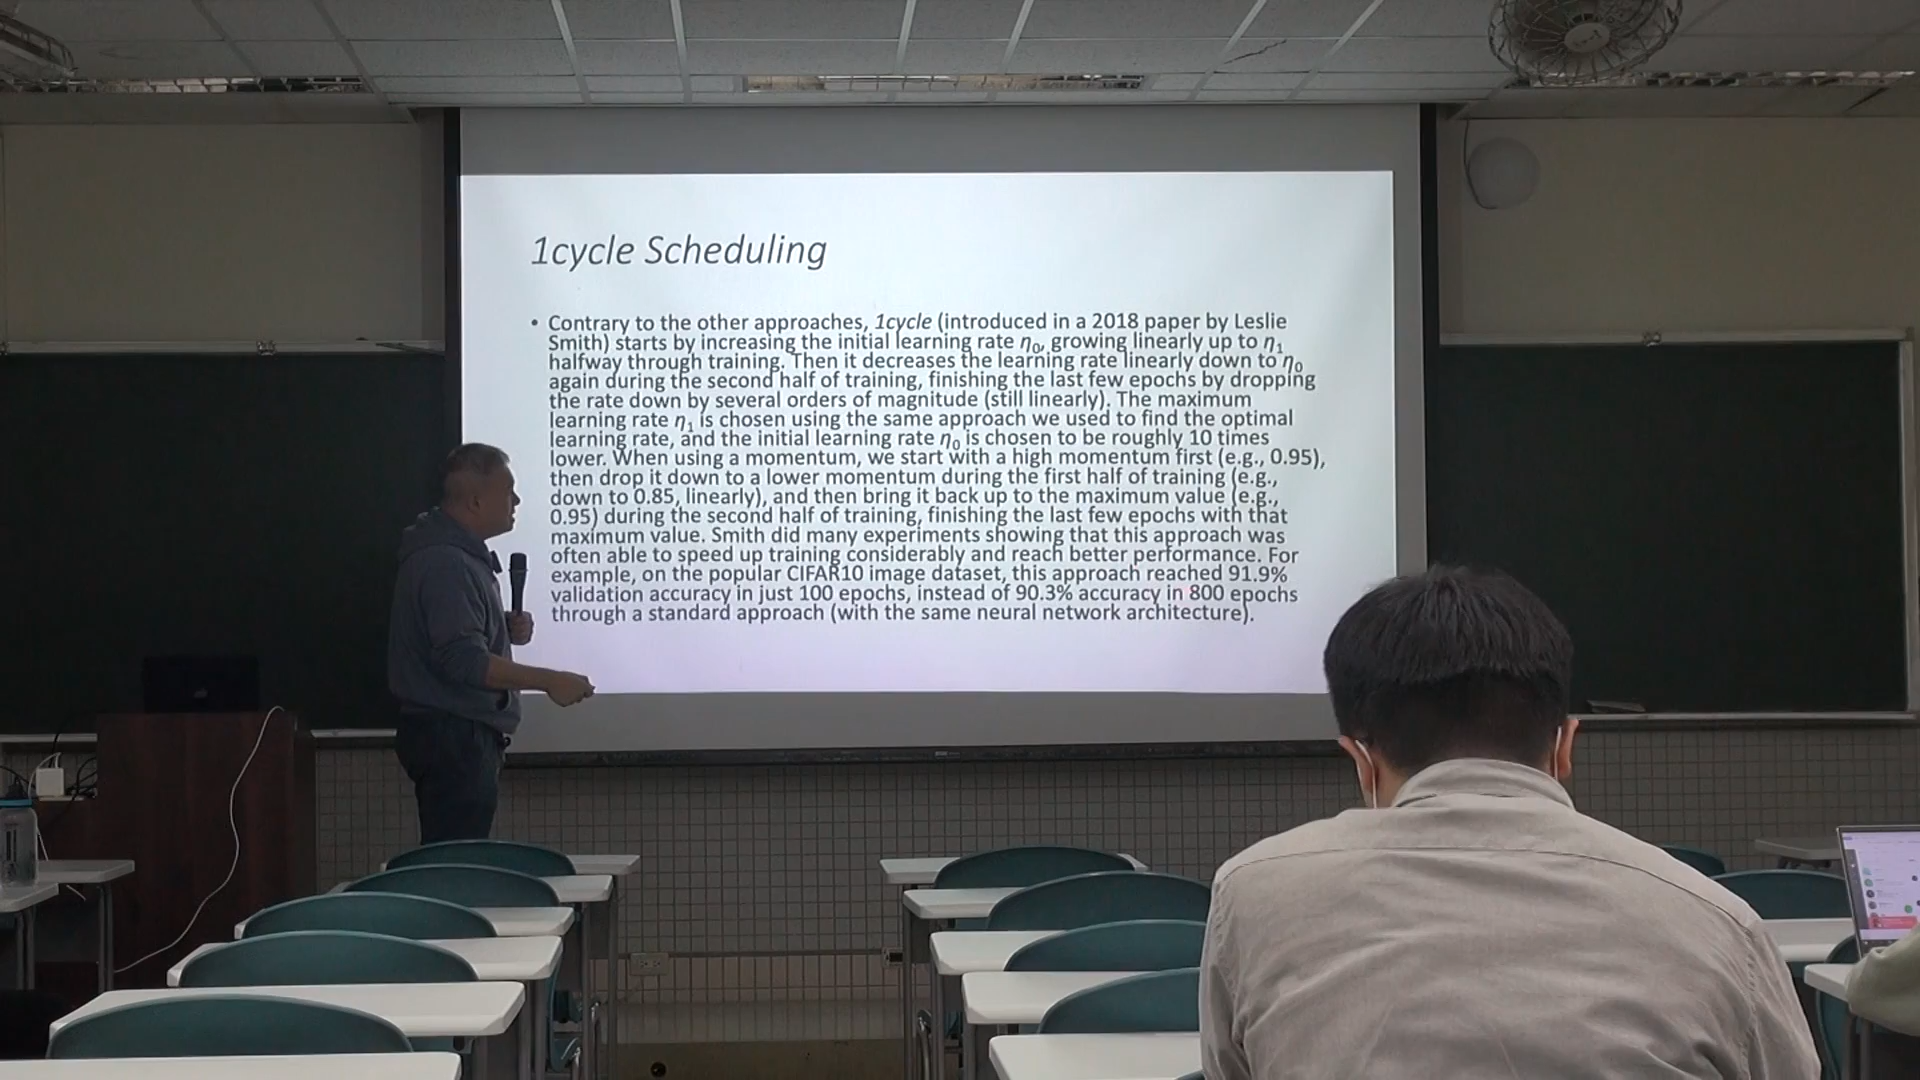 1cycle Scheduling
• Contrary to the other approaches, 1cycle (introduced in a 2018 paper by Leslie
Smith) starts by increasing the initial learning rate η₀, growing linearly up to η₁
halfway through training. Then it decreases the learning rate linearly down to η₀
again during the second half of training, finishing the last few epochs by dropping
the rate down by several orders of magnitude (still linearly). The maximum
learning rate η₁ is chosen using the same approach we used to find the optimal
learning rate, and the initial learning rate η₀ is chosen to be roughly 10 times
lower. When using a momentum, we start with a high momentum first (e.g., 0.95),
then drop it down to a lower momentum during the first half of training (e.g.,
down to 0.85, linearly), and then bring it back up to the maximum value (e.g.,
0.95) during the second half of training, finishing the last few epochs with that
maximum value. Smith did many experiments showing that this approach was
often able to speed up training considerably and reach better performance. For
example, on the popular CIFAR10 image dataset, this approach reached 91.9%
validation accuracy in just 100 epochs, instead of 90.3% accuracy in 800 epochs
through a standard approach (with the same neural network architecture).